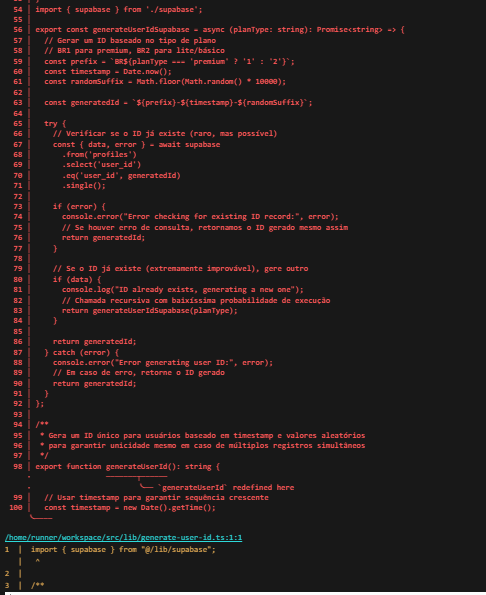 54 | import { supabase } from './supabase';
55 |
56 | export const generateUserIdSupabase = async (planType: string): Promise<string> => {
57 | // Gerar um ID baseado no tipo de plano
58 | // BR1 para premium, BR2 para lite/básico
59 | const prefix = `BR${planType === 'premium' ? '1' : '2'}`;
60 | const timestamp = Date.now();
61 | const randomSuffix = Math.floor(Math.random() * 10000);
62 |
63 | const generatedId = `${prefix}-${timestamp}-${randomSuffix}`;
64 |
65 | try {
66 | // Verificar se o ID já existe (raro, mas possível)
67 | const { data, error } = await supabase
68 | .from('profiles')
69 | .select('user_id')
70 | .eq('user_id', generatedId)
71 | .single();
72 |
73 | if (error) {
74 | console.error("Error checking for existing ID record:", error);
75 | // Se houver erro de consulta, retornamos o ID gerado mesmo assim
76 | return generatedId;
77 | }
78 |
79 | // Se o ID já existe (extremamente improvável), gere outro
80 | if (data) {
81 | console.log("ID already exists, generating a new one");
82 | // Chamada recursiva com baixíssima probabilidade de execução
83 | return generateUserIdSupabase(planType);
84 | }
85 |
86 | return generatedId;
87 | } catch (error) {
88 | console.error("Error generating user ID:", error);
89 | // Em caso de erro, retorne o ID gerado
90 | return generatedId;
91 | }
92 | };
93 |
94 | /**
95 | * Gera um ID único para usuários baseado em timestamp e valores aleatórios
96 | * para garantir unicidade mesmo em caso de múltiplos registros simultâneos
97 | */
98 | export function generateUserId(): string {
· `generateUserId` redefined here
99 | // Usar timestamp para garantir sequência crescente
100 | const timestamp = new Date().getTime();
/home/runner/workspace/src/lib/generate-user-id.ts:1:1
1 | import { supabase } from "@/lib/supabase";
| ^
2 |
3 | /**